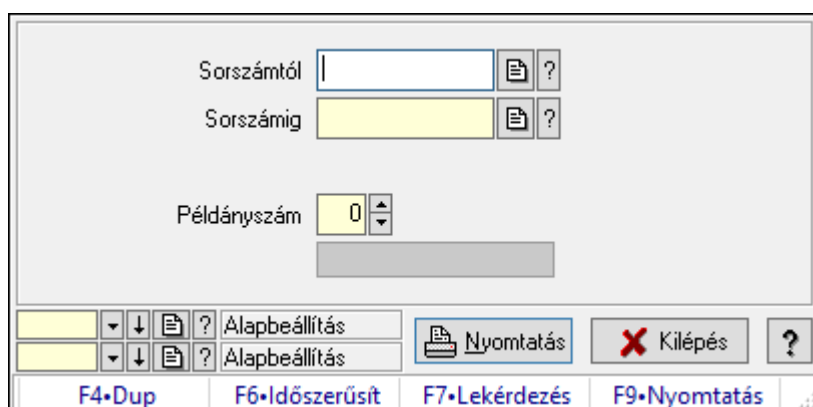 Sorszámtól ?
Sorszámig ?
Példányszám 0
? Alapbeállítás
? Alapbeállítás
Nyomtatás Kilépés ?
F4•Dup F6•Időszerűsít F7•Lekérdezés F9•Nyomtatás